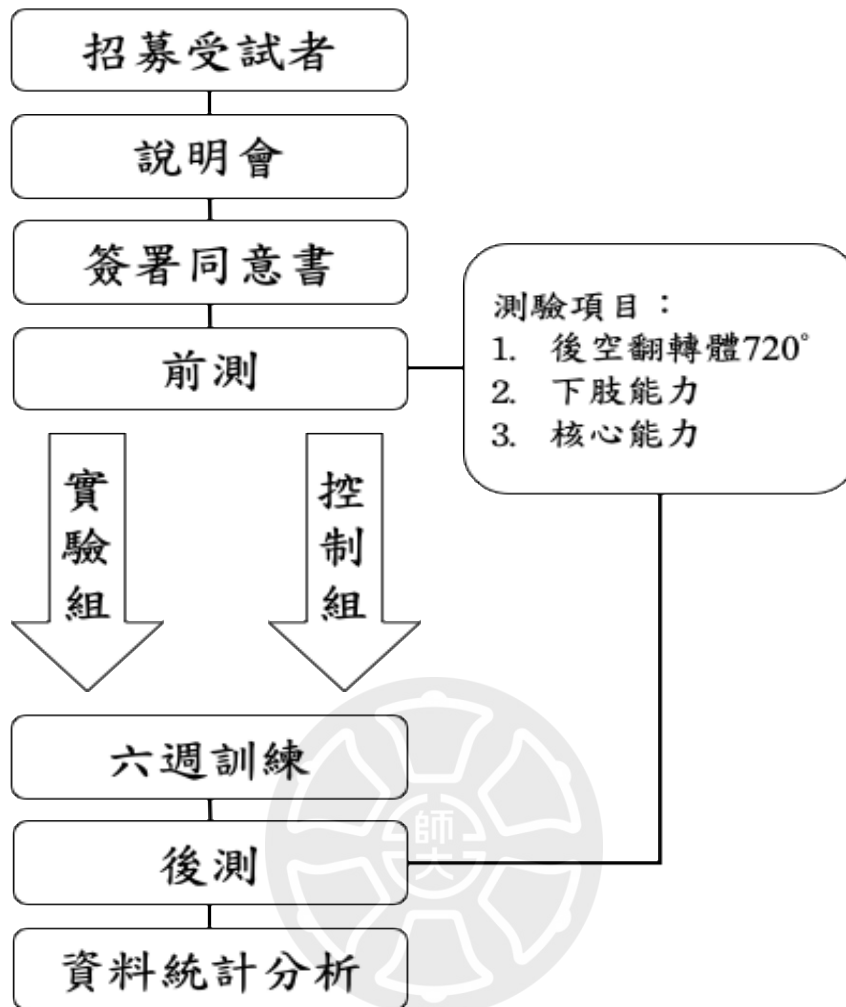 招募受試者
說明會
簽署同意書
前測
測驗項目：
1. 後空翻轉體720°
2. 下肢能力
3. 核心能力
實驗組
控制組
六週訓練
師大
後測
資料統計分析